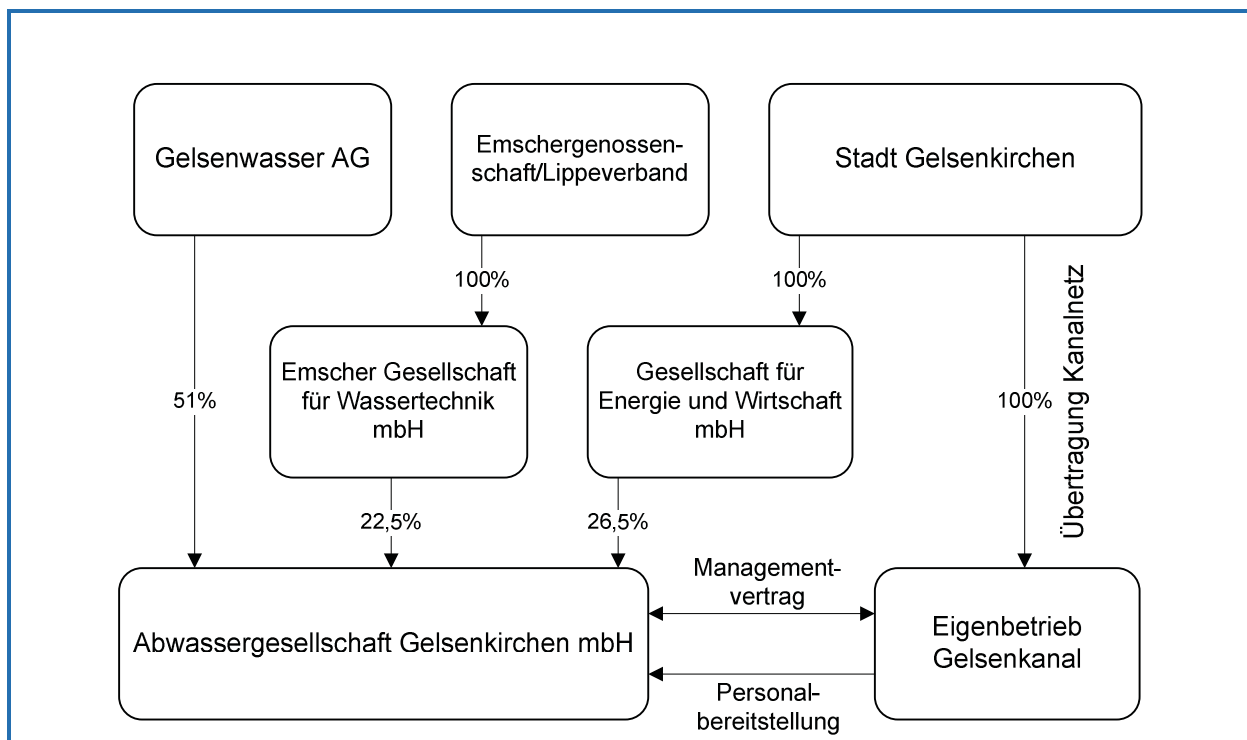 Gelsenwasser AG
Emschergenossen-
schaft/Lippeverband
Stadt Gelsenkirchen
100%
100%
Übertragung Kanalnetz
Emscher Gesellschaft
für Wassertechnik
mbH
Gesellschaft für
Energie und Wirtschaft
mbH
51%
100%
22,5%
26,5%
Abwassergesellschaft Gelsenkirchen mbH
Management-
vertrag
Personal-
bereitstellung
Eigenbetrieb
Gelsenkanal